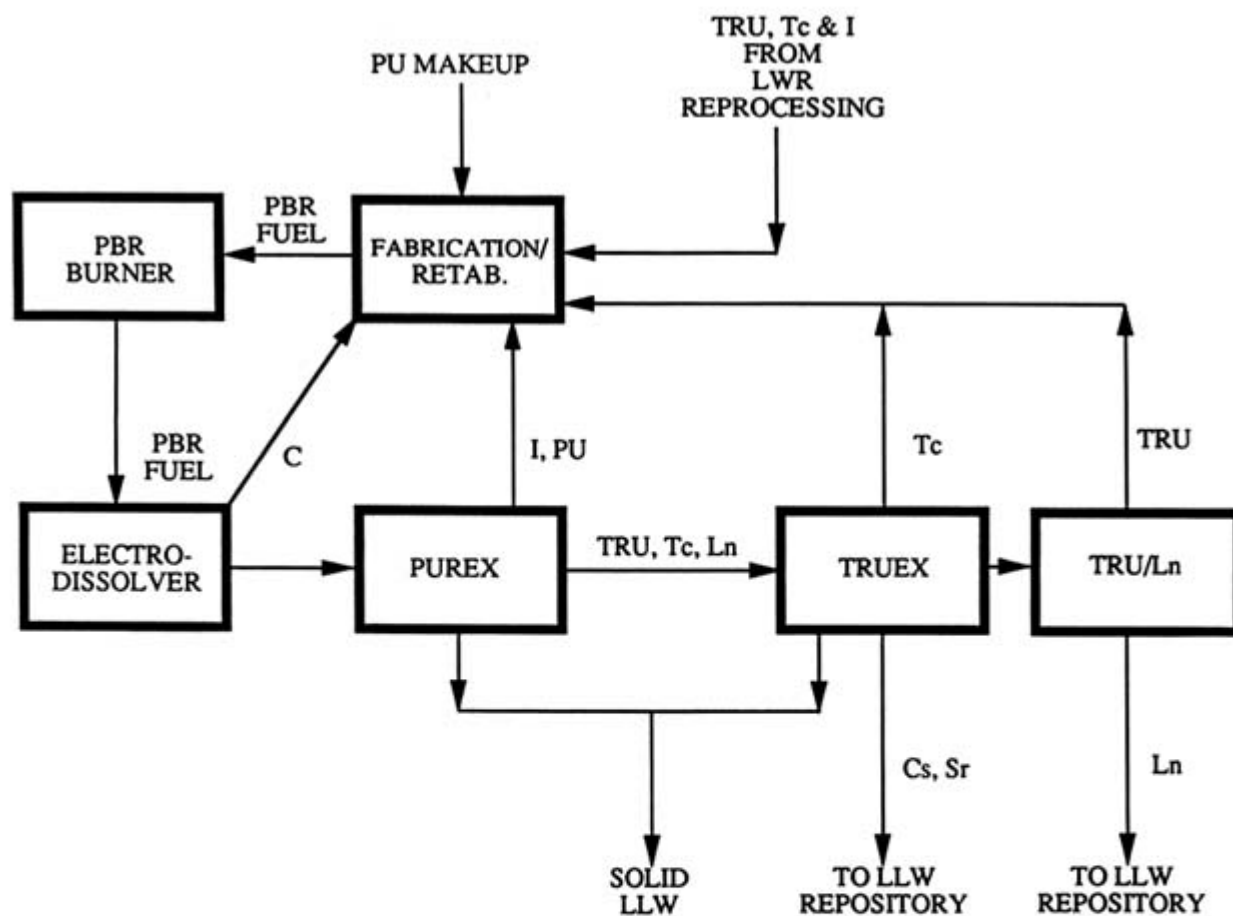 PU MAKEUP
TRU, Tc & I
FROM
LWR
REPROCESSING
PBR
BURNER
PBR
FUEL
FABRICATION/
RETAB.
PBR
FUEL
C
I, PU
Tc
TRU
ELECTRO-
DISSOLVER
PUREX
TRU, Tc, Ln
TRUEX
TRU/Ln
Cs, Sr
Ln
SOLID
LLW
TO LLW
REPOSITORY
TO LLW
REPOSITORY